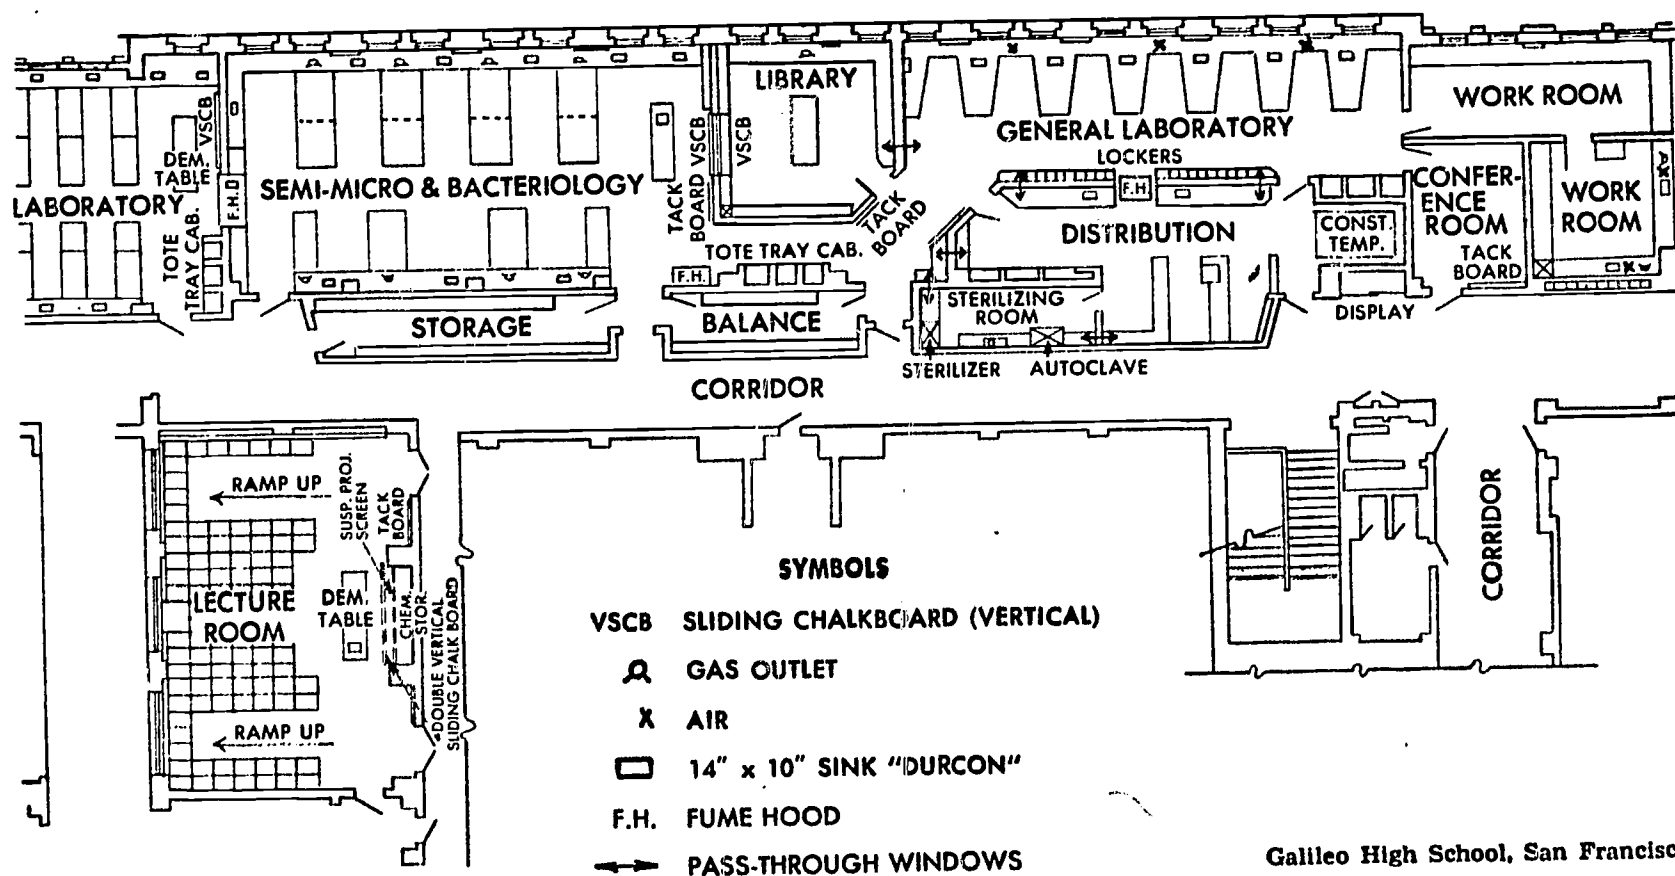 LIBRARY
WORK ROOM
GENERAL LABORATORY
LOCKERS
VSCB
DEM.
TABLE
F.H.
LABORATORY
TOTE
TRAY CAB.
SEMI-MICRO & BACTERIOLOGY
TACK
BOARD
VSCB
VSCB
TACK
BOARD
F.H.
CONFER-
ENCE
ROOM
TACK
BOARD
WORK
ROOM
DISTRIBUTION
CONST.
TEMP.
TOTE TRAY CAB.
F.H.
STERILIZING
ROOM
STORAGE
BALANCE
DISPLAY
STERILIZER
AUTOCLAVE
CORRIDOR
RAMP UP
SUSP. PROJ.
SCREEN
TACK
BOARD
LECTURE
ROOM
DEM.
TABLE
CHEM.
STOR.
*DOUBLE VERTICAL
SLIDING CHALK BOARD
RAMP UP
CORRIDOR
SYMBOLS
VSCB SLIDING CHALKBOARD (VERTICAL)
GAS OUTLET
X AIR
14" x 10" SINK "DURCON"
F.H. FUME HOOD
PASS-THROUGH WINDOWS
Galileo High School, San Francisc